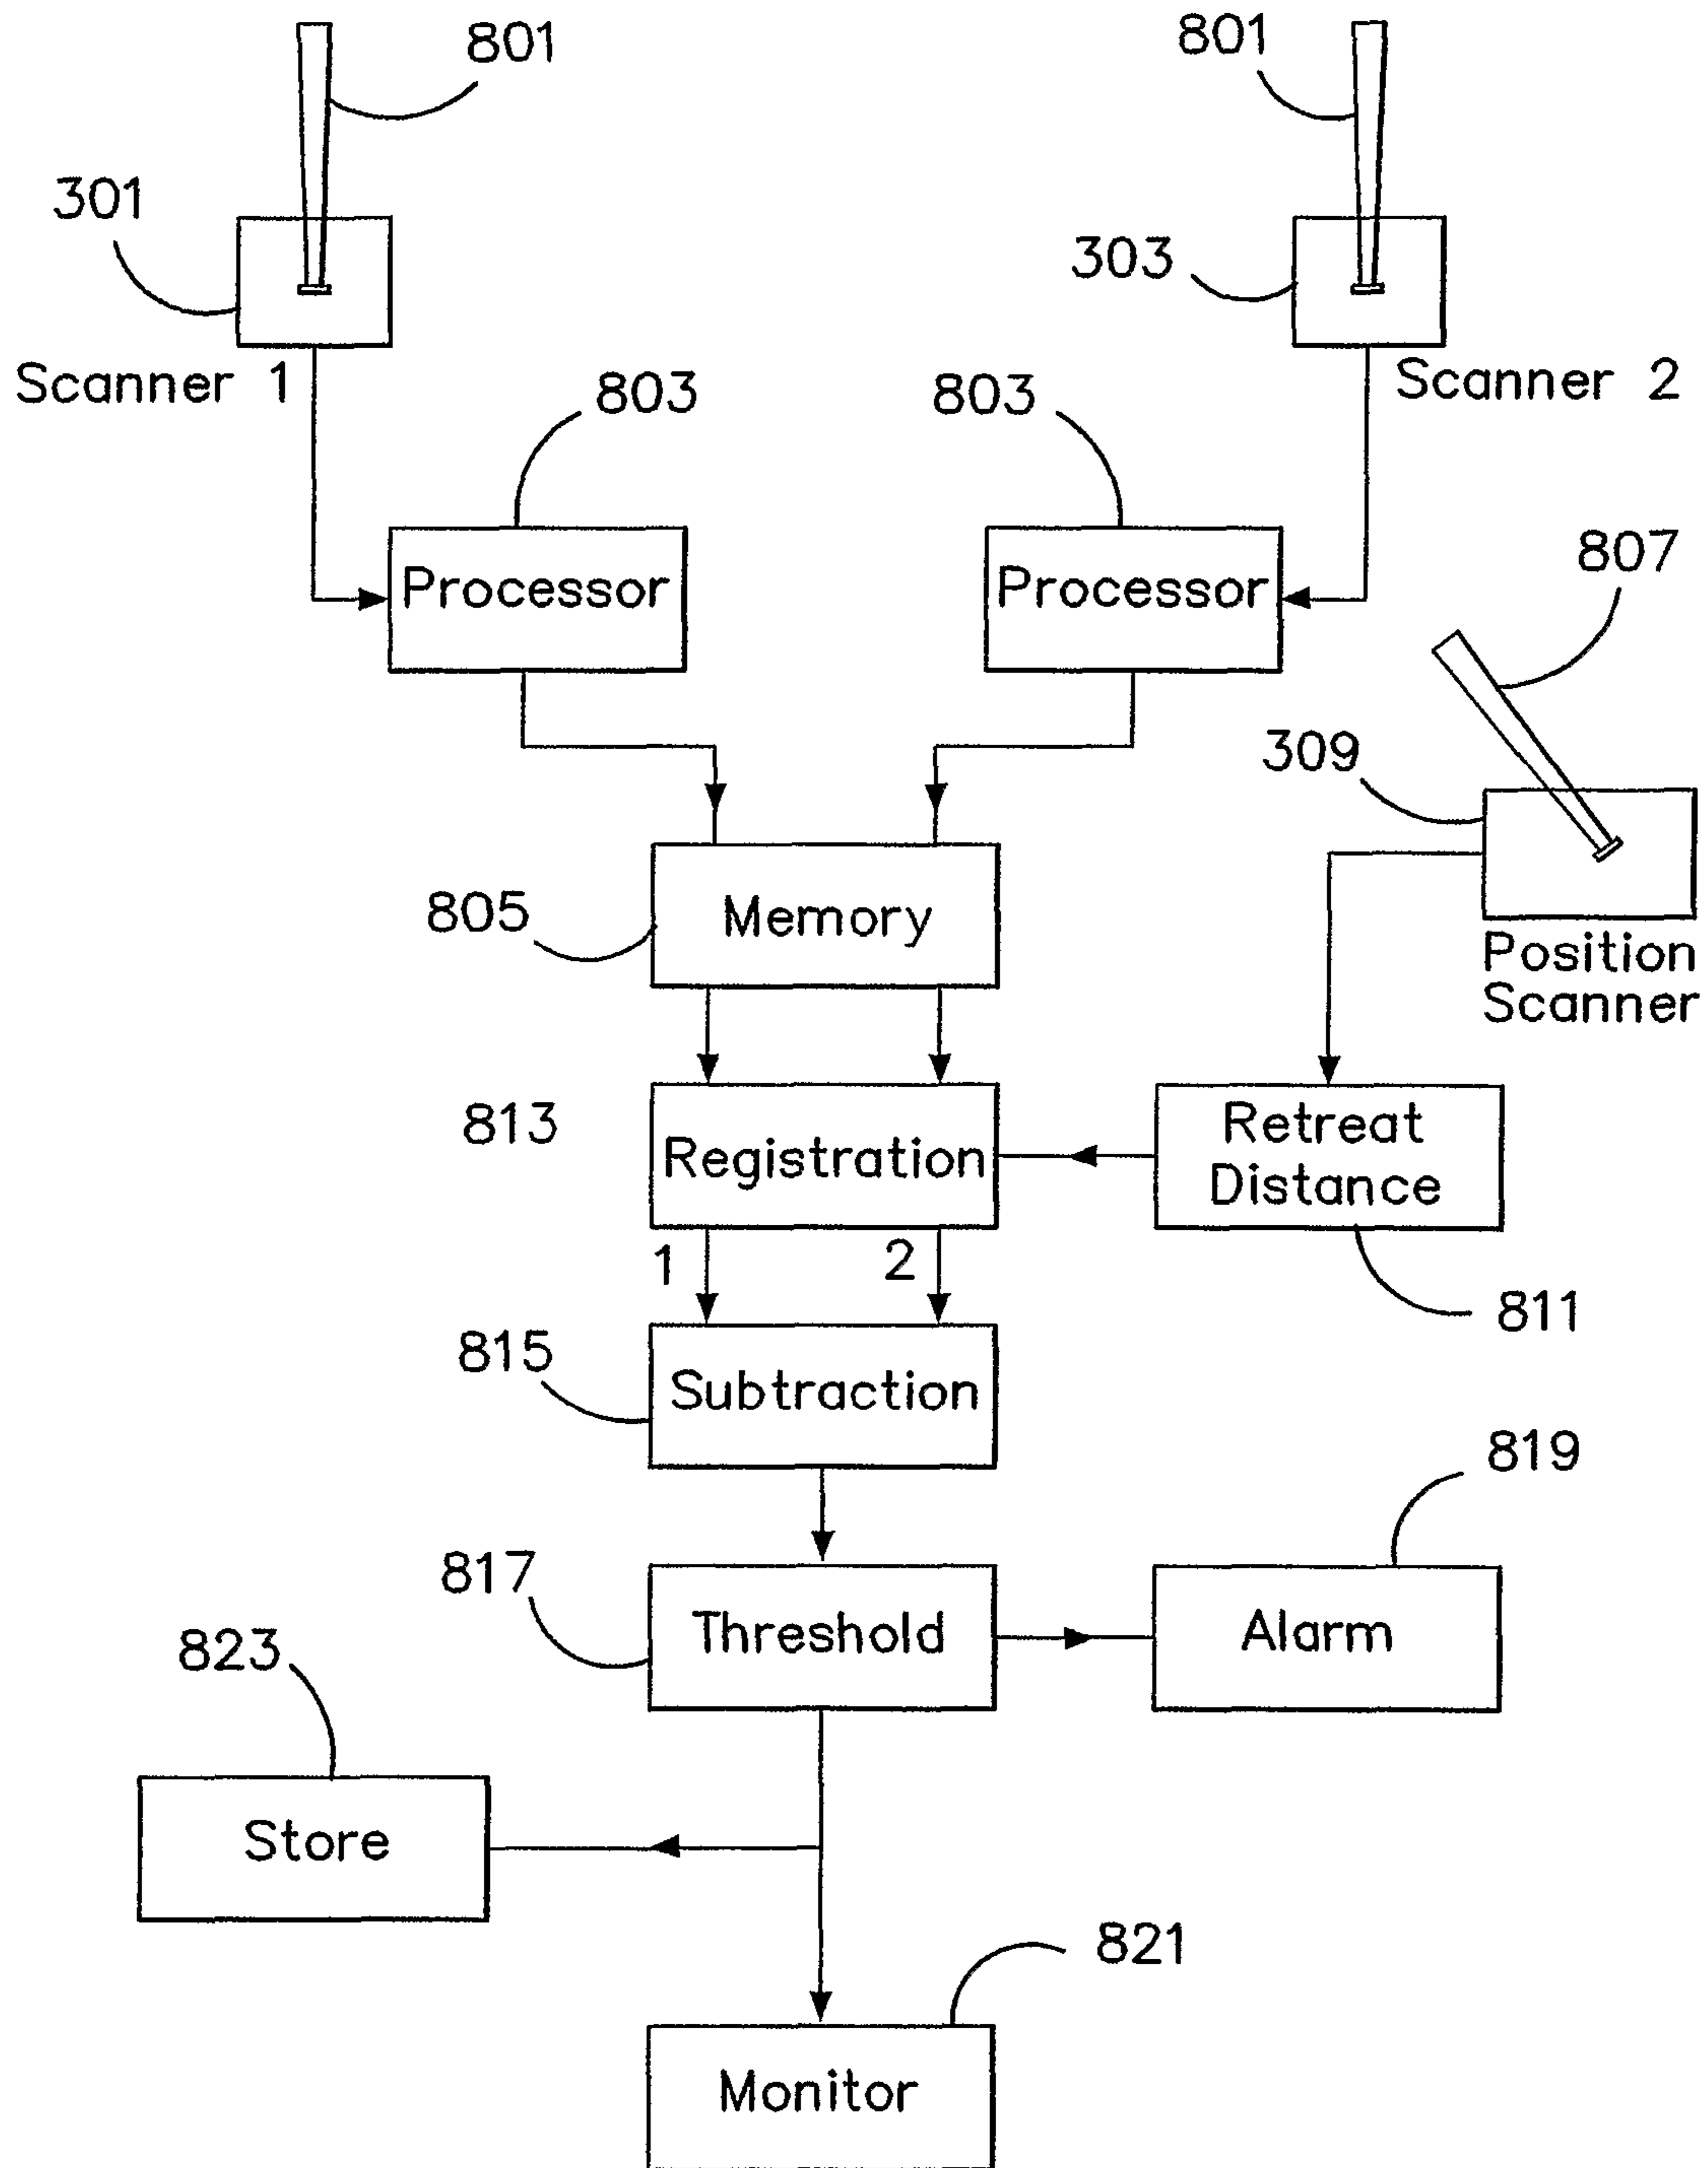 801
801
301
303
Scanner 1
Scanner 2
803
803
Processor
Processor
807
309
805
Memory
Position
Scanner
813
Registration
Retreat
Distance
1
2
811
815
Subtraction
819
817
Threshold
Alarm
823
Store
821
Monitor